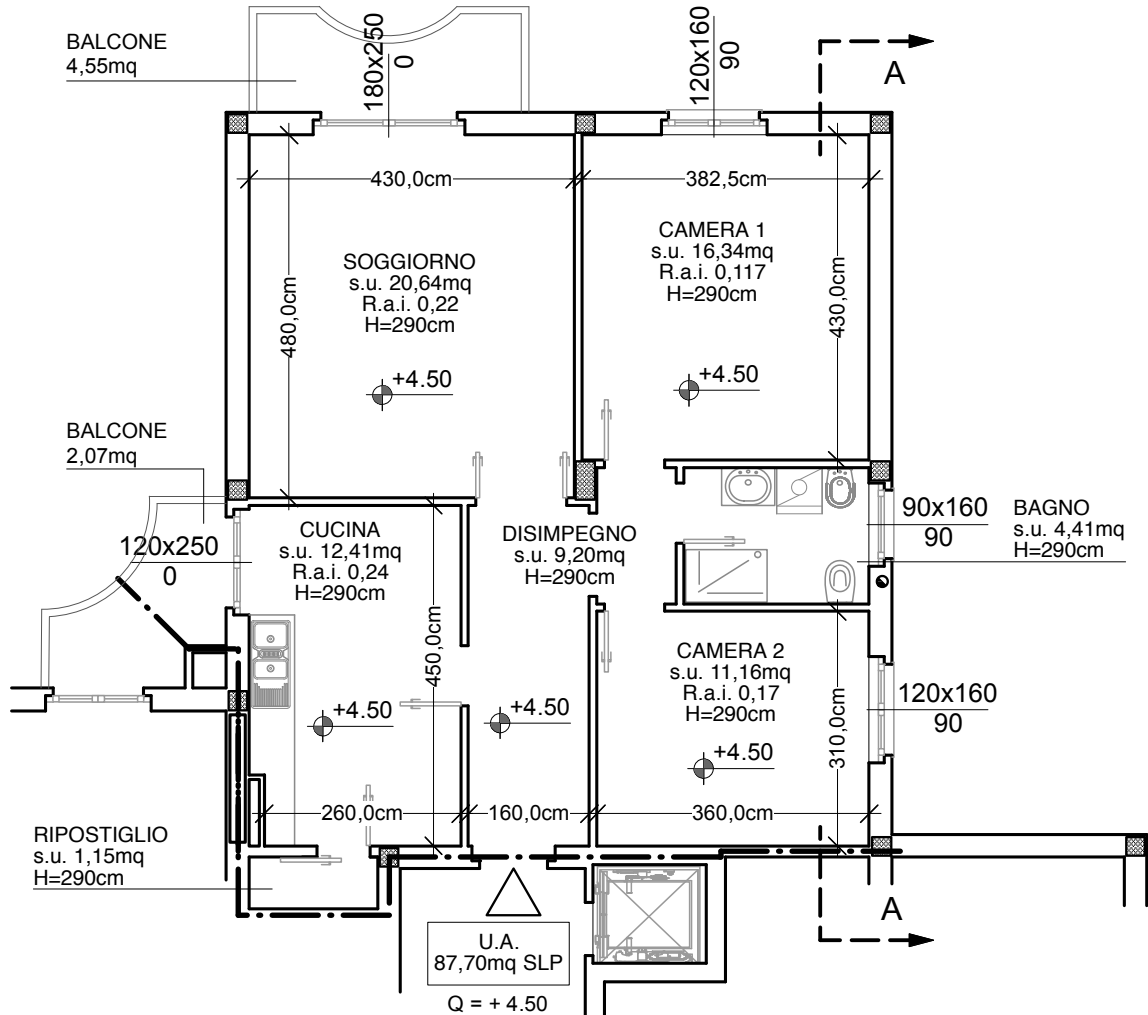 BALCONE
4,55mq
180x250
0
120x160
90
A
430,0cm
382,5cm
SOGGIORNO
s.u. 20,64mq
R.a.i. 0,22
H=290cm
480,0cm
CAMERA 1
s.u. 16,34mq
R.a.i. 0,117
H=290cm
430,0cm
+4.50
+4.50
BALCONE
2,07mq
120x250
0
CUCINA
s.u. 12,41mq
R.a.i. 0,24
H=290cm
DISIMPEGNO
s.u. 9,20mq
H=290cm
90x160
90
BAGNO
s.u. 4,41mq
H=290cm
450,0cm
CAMERA 2
s.u. 11,16mq
R.a.i. 0,17
H=290cm
310,0cm
120x160
90
+4.50
+4.50
+4.50
260,0cm
160,0cm
360,0cm
RIPOSTIGLIO
s.u. 1,15mq
H=290cm
A
U.A.
87,70mq SLP
Q = + 4.50